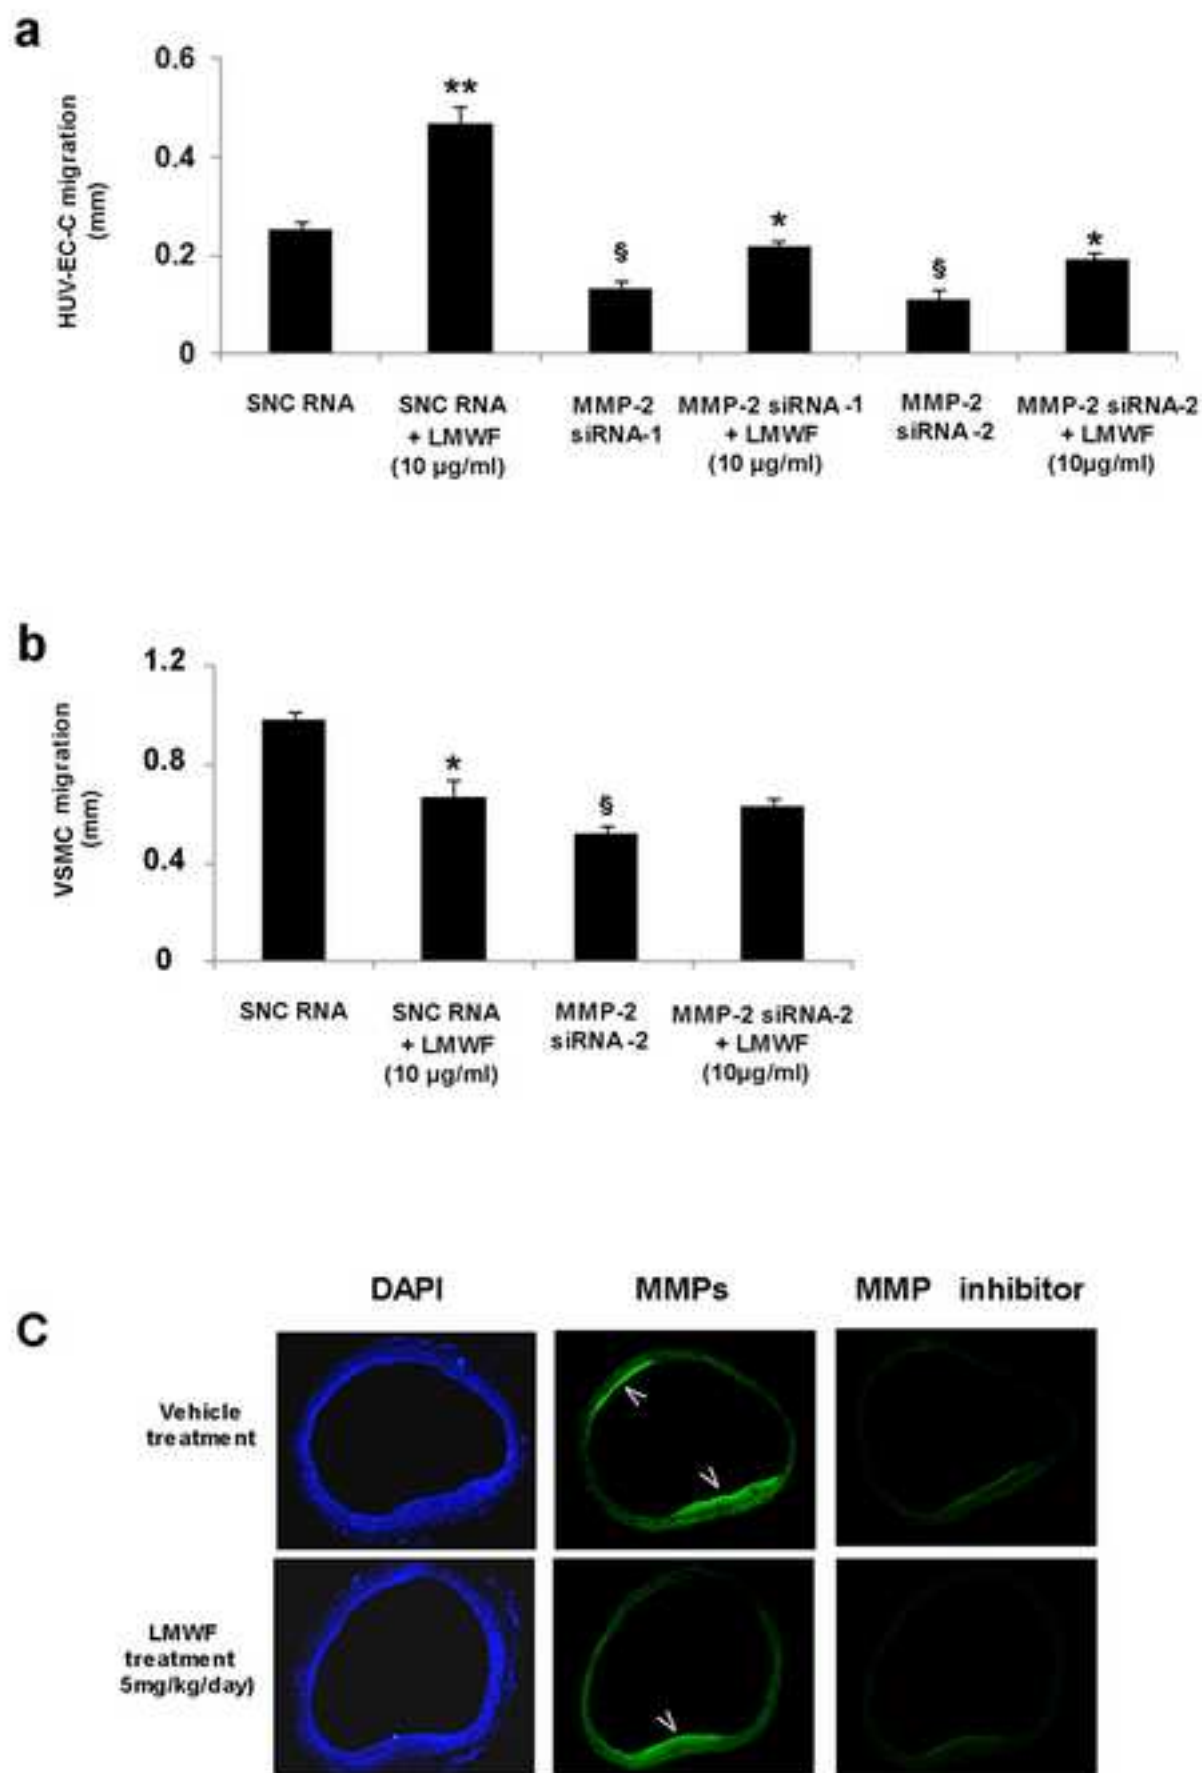 a
0.6
0.4
0.2
0
HUV-EC-C migration
(mm)
**
§
*
§
*
SNC RNA
SNC RNA
+ LMWF
(10 µg/ml)
MMP-2
siRNA-1
MMP-2 siRNA-1
+ LMWF
(10 µg/ml)
MMP-2
siRNA-2
MMP-2 siRNA-2
+ LMWF
(10µg/ml)
b
1.2
0.8
0.4
0
VSMC migration
(mm)
*
§
SNC RNA
SNC RNA
+ LMWF
(10 µg/ml)
MMP-2
siRNA-2
MMP-2 siRNA-2
+ LMWF
(10µg/ml)
C
DAPI
MMPs
MMP inhibitor
Vehicle
treatment
LMWF
treatment
5mg/kg/day)